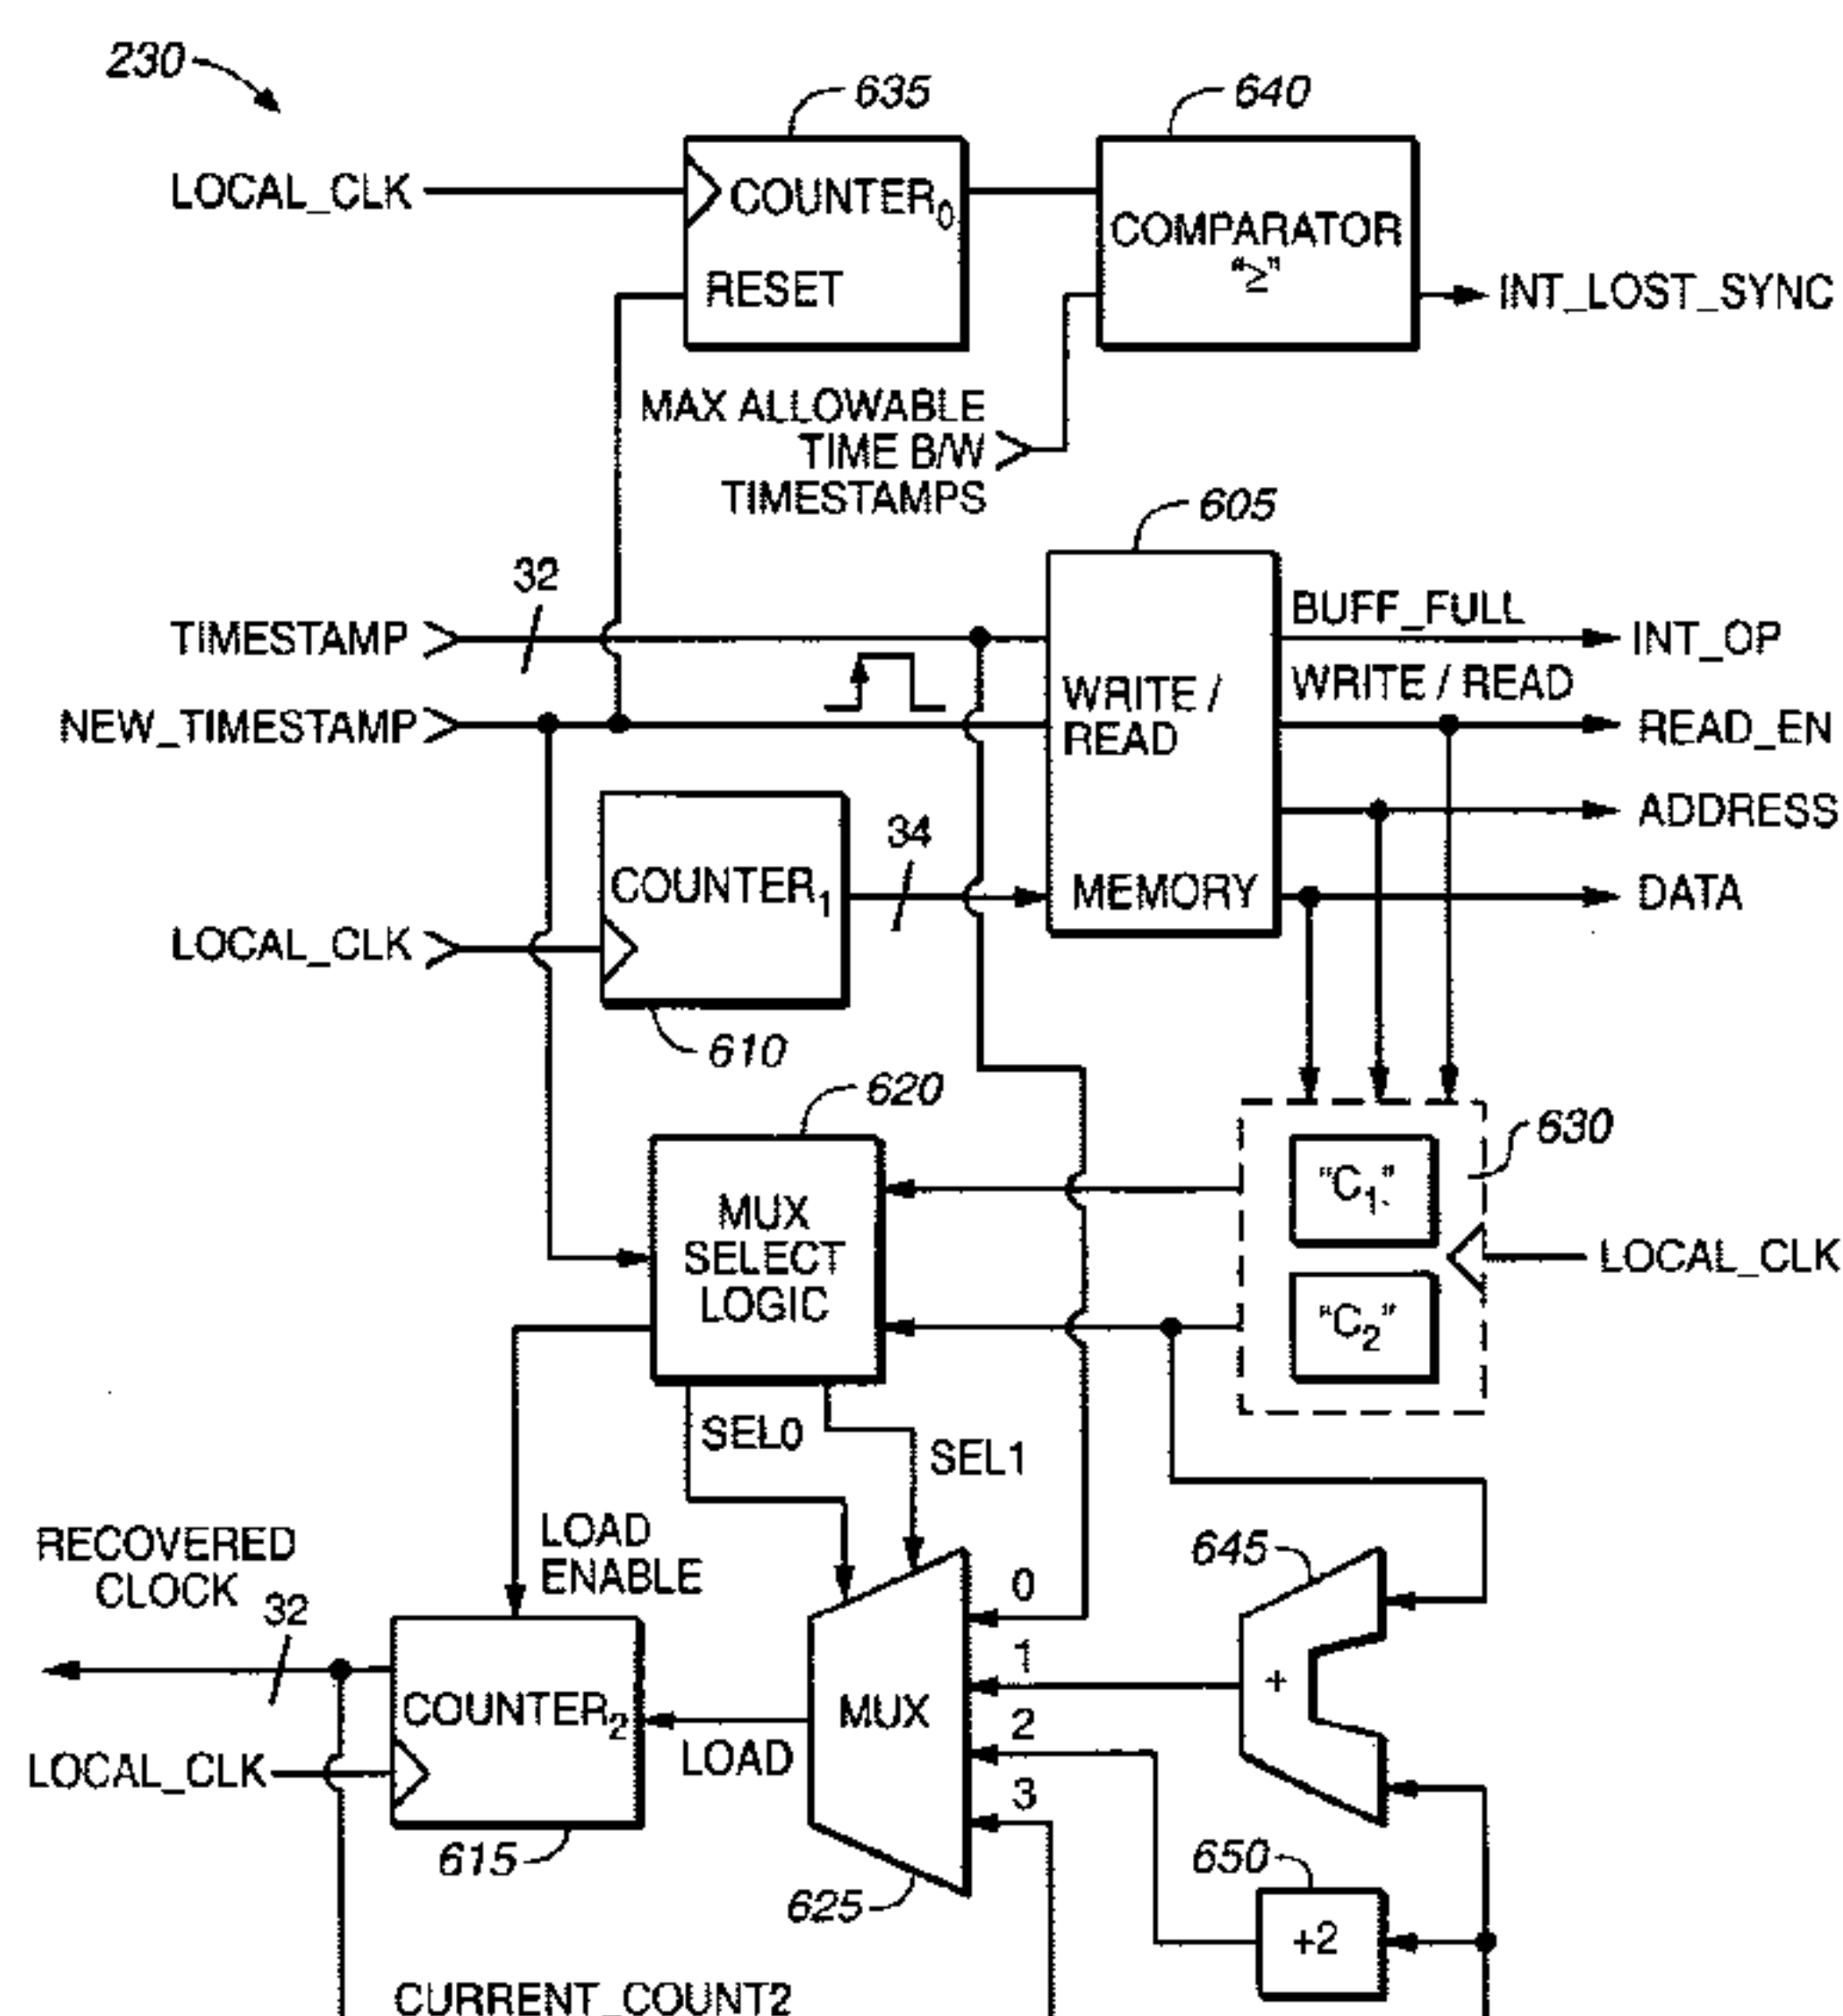 230
635
640
LOCAL_CLK
COUNTER0
RESET
COMPARATOR
"≥"
INT_LOST_SYNC
MAX ALLOWABLE
TIME B/W
TIMESTAMPS
605
32
TIMESTAMP
BUFF_FULL
INT_OP
NEW_TIMESTAMP
WRITE /
READ
WRITE / READ
READ_EN
ADDRESS
COUNTER1
34
MEMORY
DATA
LOCAL_CLK
610
620
630
MUX
SELECT
LOGIC
"C1"
LOCAL_CLK
"C2"
SEL0
SEL1
RECOVERED
CLOCK
32
LOAD
ENABLE
645
0
1
2
3
+
COUNTER2
MUX
LOAD
LOCAL_CLK
615
625
650
+2
CURRENT_COUNT2